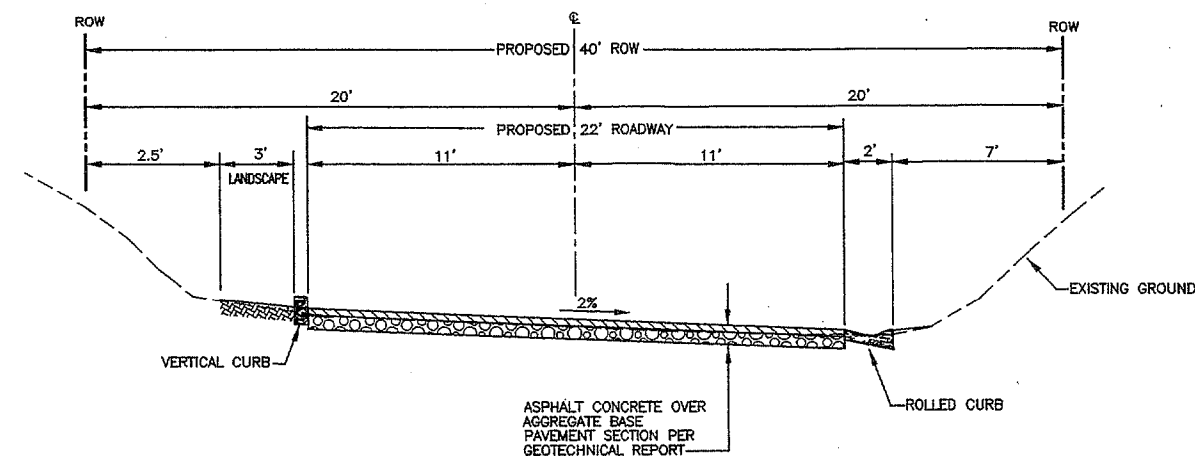 ROW
℄
ROW
PROPOSED 40' ROW
20'
20'
PROPOSED 22' ROADWAY
2.5'
3'
11'
11'
2'
7'
LANDSCAPE
EXISTING GROUND
2%
VERTICAL CURB
ROLLED CURB
ASPHALT CONCRETE OVER
AGGREGATE BASE
PAVEMENT SECTION PER
GEOTECHNICAL REPORT